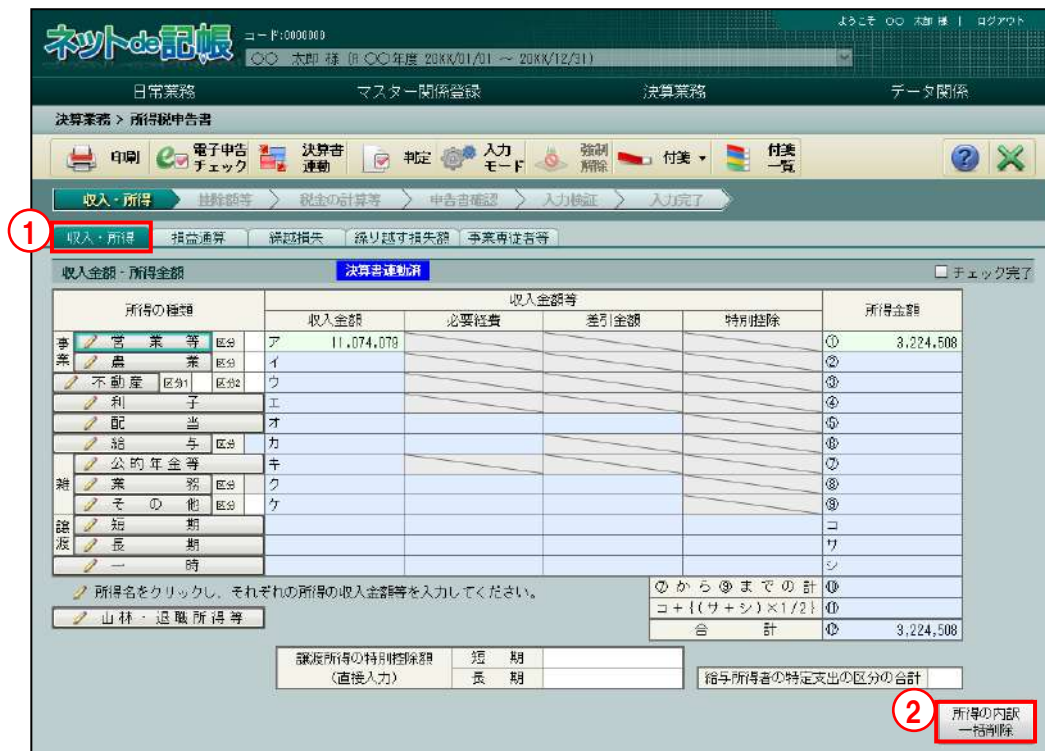 ようこそ 〇〇 太郎 様 | ログアウト
ネットde記帳 コード:0000000
〇〇 太郎 様 (R 〇〇年度 20XX/01/01 ～ 20XX/12/31)
日常業務 マスター関係登録 決算業務 データ関係
決算業務 > 所得税申告書
印刷 電子申告チェック 決算書連動 判定 入力モード 強制解除 付箋 付箋一覧
収入・所得 控除額等 税金の計算等 申告書確認 入力検証 入力完了
1 収入・所得 損益通算 繰越損失 繰り越す損失額 事業専従者等
収入金額・所得金額 決算書連動済 チェック完了
所得の種類 収入金額等 所得金額
収入金額 必要経費 差引金額 特別控除
事業 営業等 区分 ア 11,074,079 ① 3,224,508
農業 区分 イ ②
不動産 区分1 区分2 ウ ③
利子 エ ④
配当 オ ⑤
給与 区分 カ ⑥
雑 公的年金等 キ ⑦
業務 区分 ク ⑧
その他 区分 ケ ⑨
譲渡 短期 コ
長期 サ
一時 シ
所得名をクリックし、それぞれの所得の収入金額等を入力してください。 ⑦から⑨までの計 ⑩
山林・退職所得等 コ+{(サ+シ)×1/2} ⑪
合計 ⑫ 3,224,508
譲渡所得の特別控除額 短期
(直接入力) 長期 給与所得者の特定支出の区分の合計
2 所得の内訳
一括削除